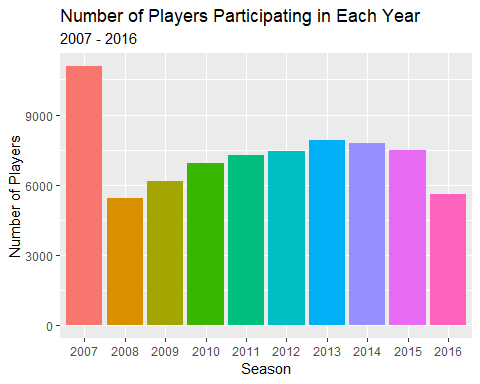 Number of Players Participating in Each Year
2007 - 2016
Number of Players
9000
6000
3000
0
2007 2008 2009 2010 2011 2012 2013 2014 2015 2016
Season